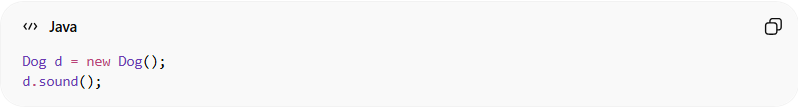 Java
Dog d = new Dog();
d.sound();